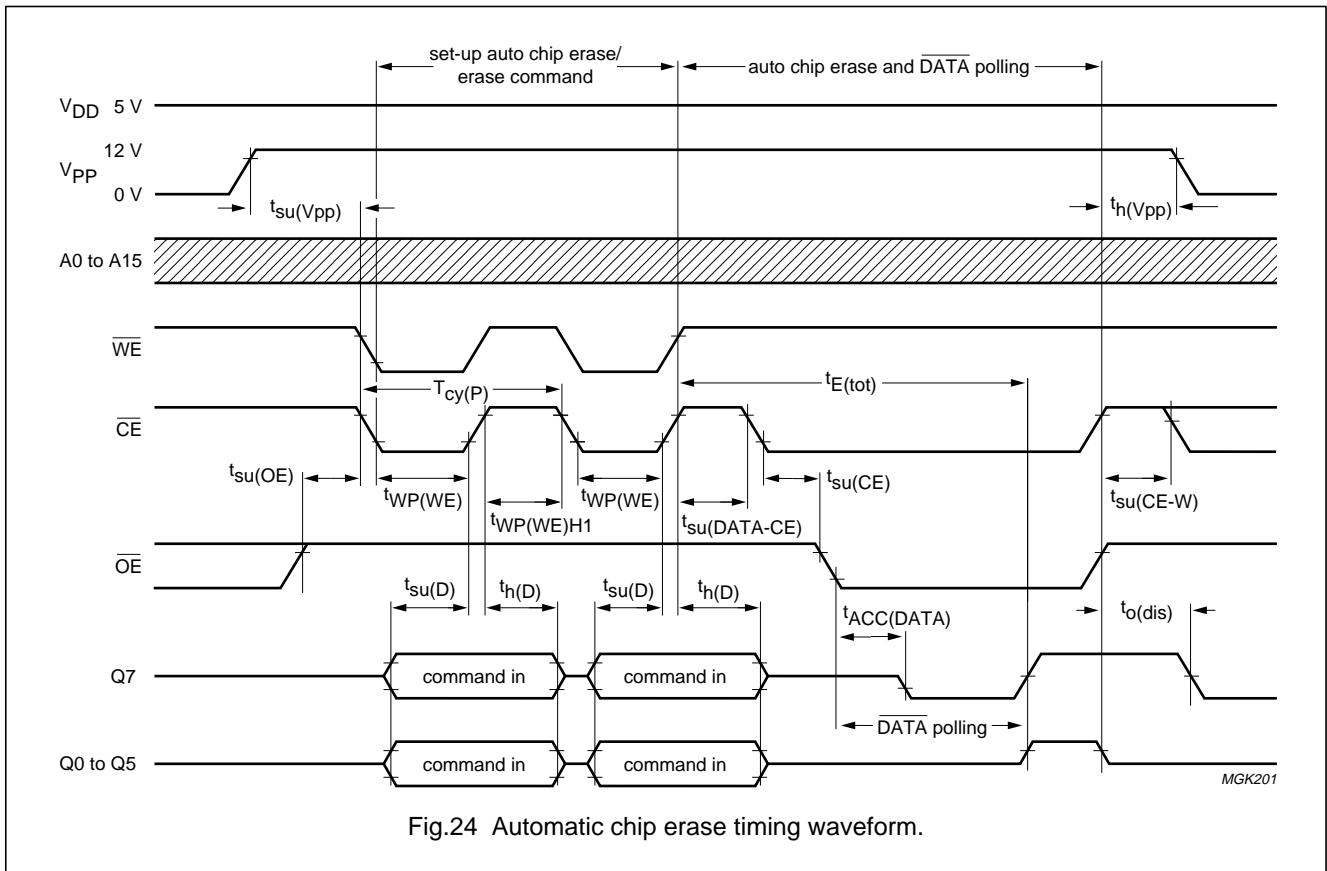 set-up auto chip erase/
erase command
auto chip erase and DATA polling
VDD 5 V
12 V
VPP
0 V
tsu(Vpp)
th(Vpp)
A0 to A15
WE
Tcy(P)
tE(tot)
CE
tsu(OE)
tWP(WE)
tWP(WE)H1
tWP(WE)
tsu(DATA-CE)
tsu(CE)
tsu(CE-W)
OE
tsu(D)
th(D)
tsu(D)
th(D)
tACC(DATA)
to(dis)
Q7
command in
command in
DATA polling
Q0 to Q5
command in
command in
MGK201
Fig.24 Automatic chip erase timing waveform.